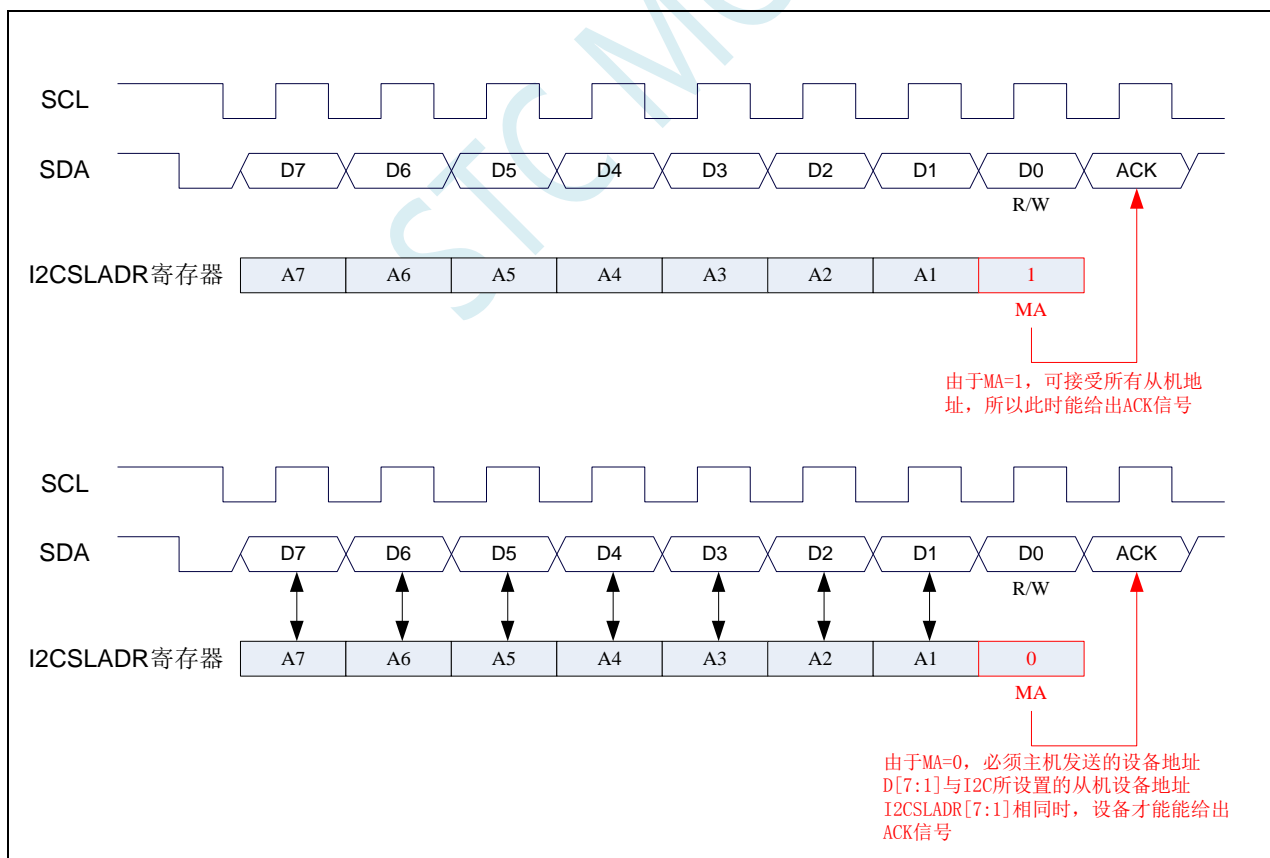 STC MC
SCL
SDA D7 D6 D5 D4 D3 D2 D1 D0 ACK
R/W
I2CSLADR寄存器 A7 A6 A5 A4 A3 A2 A1 1
MA
由于MA=1，可接受所有从机地
址，所以此时能给出ACK信号
SCL
SDA D7 D6 D5 D4 D3 D2 D1 D0 ACK
R/W
I2CSLADR寄存器 A7 A6 A5 A4 A3 A2 A1 0
MA
由于MA=0，必须主机发送的设备地址
D[7:1]与I2C所设置的从机设备地址
I2CSLADR[7:1]相同时，设备才能能给出
ACK信号